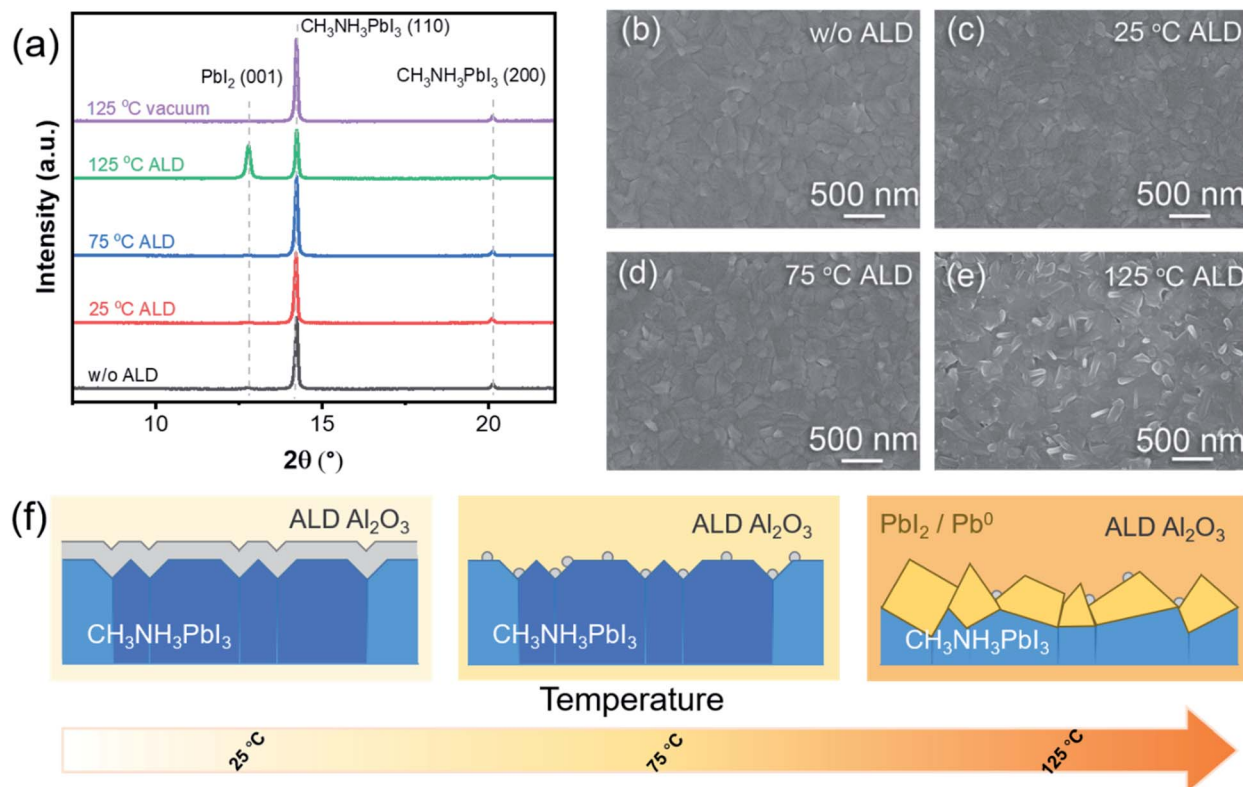 (a)
CH₃NH₃PbI₃ (110)
PbI₂ (001)
CH₃NH₃PbI₃ (200)
125 °C vacuum
125 °C ALD
75 °C ALD
25 °C ALD
w/o ALD
Intensity (a.u.)
10 15 20
2θ (°)
(b) w/o ALD
500 nm
(c) 25 °C ALD
500 nm
(d) 75 °C ALD
500 nm
(e) 125 °C ALD
500 nm
(f)
ALD Al₂O₃
CH₃NH₃PbI₃
ALD Al₂O₃
CH₃NH₃PbI₃
PbI₂ / Pb⁰ ALD Al₂O₃
CH₃NH₃PbI₃
Temperature
25 °C 75 °C 125 °C